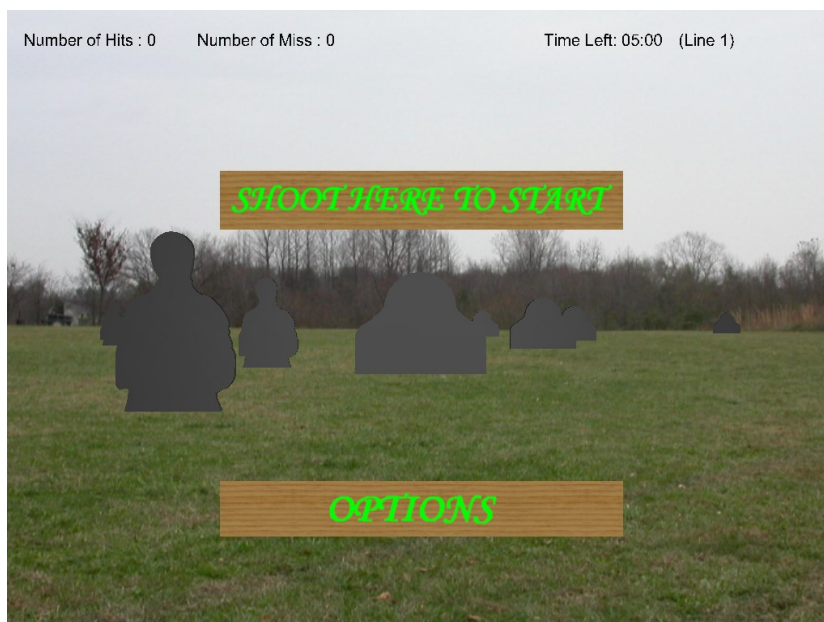 Number of Hits : 0 Number of Miss : 0 Time Left: 05:00 (Line 1)
SHOOT HERE TO START
OPTIONS